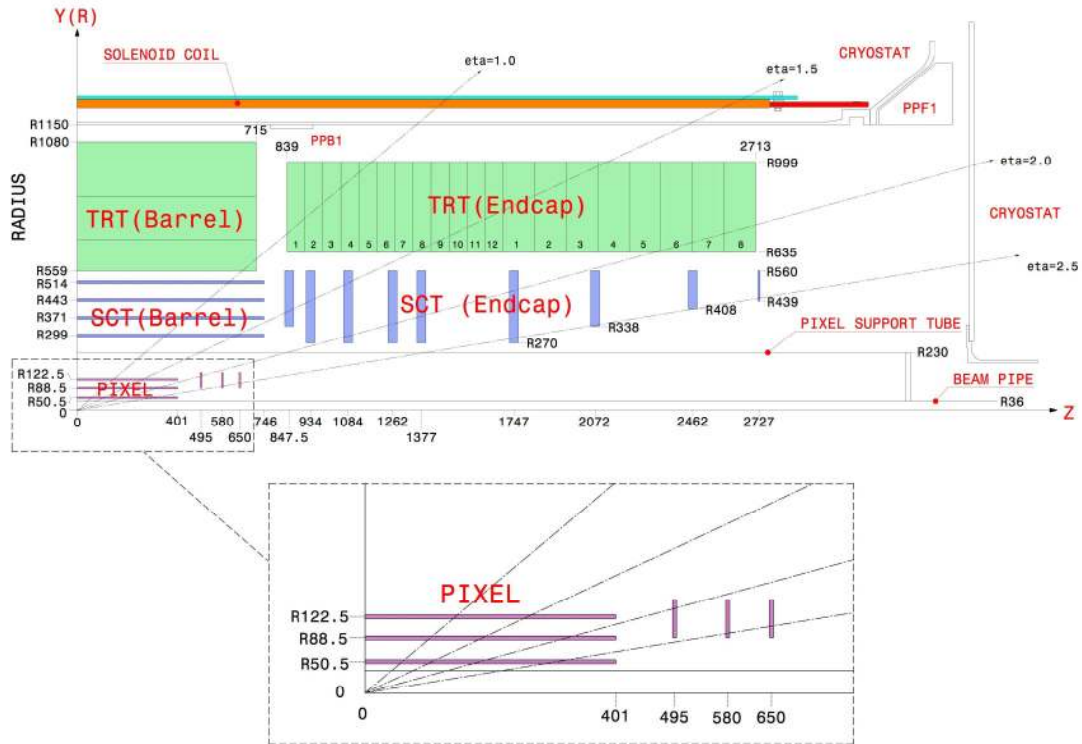 Y(R)
SOLENOID COIL
eta=1.0
eta=1.5
CRYOSTAT
PPF1
R1150
715
PPB1
R1080
839
2713
R999
eta=2.0
RADIUS
TRT(Barrel)
TRT(Endcap)
CRYOSTAT
1 2 3 4 5 6 7 8 9 10 11 12 1 2 3 4 5 6 7 8
R635
R559
R560
eta=2.5
R514
R443
SCT(Barrel)
SCT (Endcap)
R439
R408
R371
R338
R299
R270
PIXEL SUPPORT TUBE
R230
R122.5
R88.5
PIXEL
BEAM PIPE
R50.5
R36
0
Z
0
401
580
746
934
1084
1262
1747
2072
2462
2727
495
650
847.5
1377
PIXEL
R122.5
R88.5
R50.5
0
0
401
495
580
650